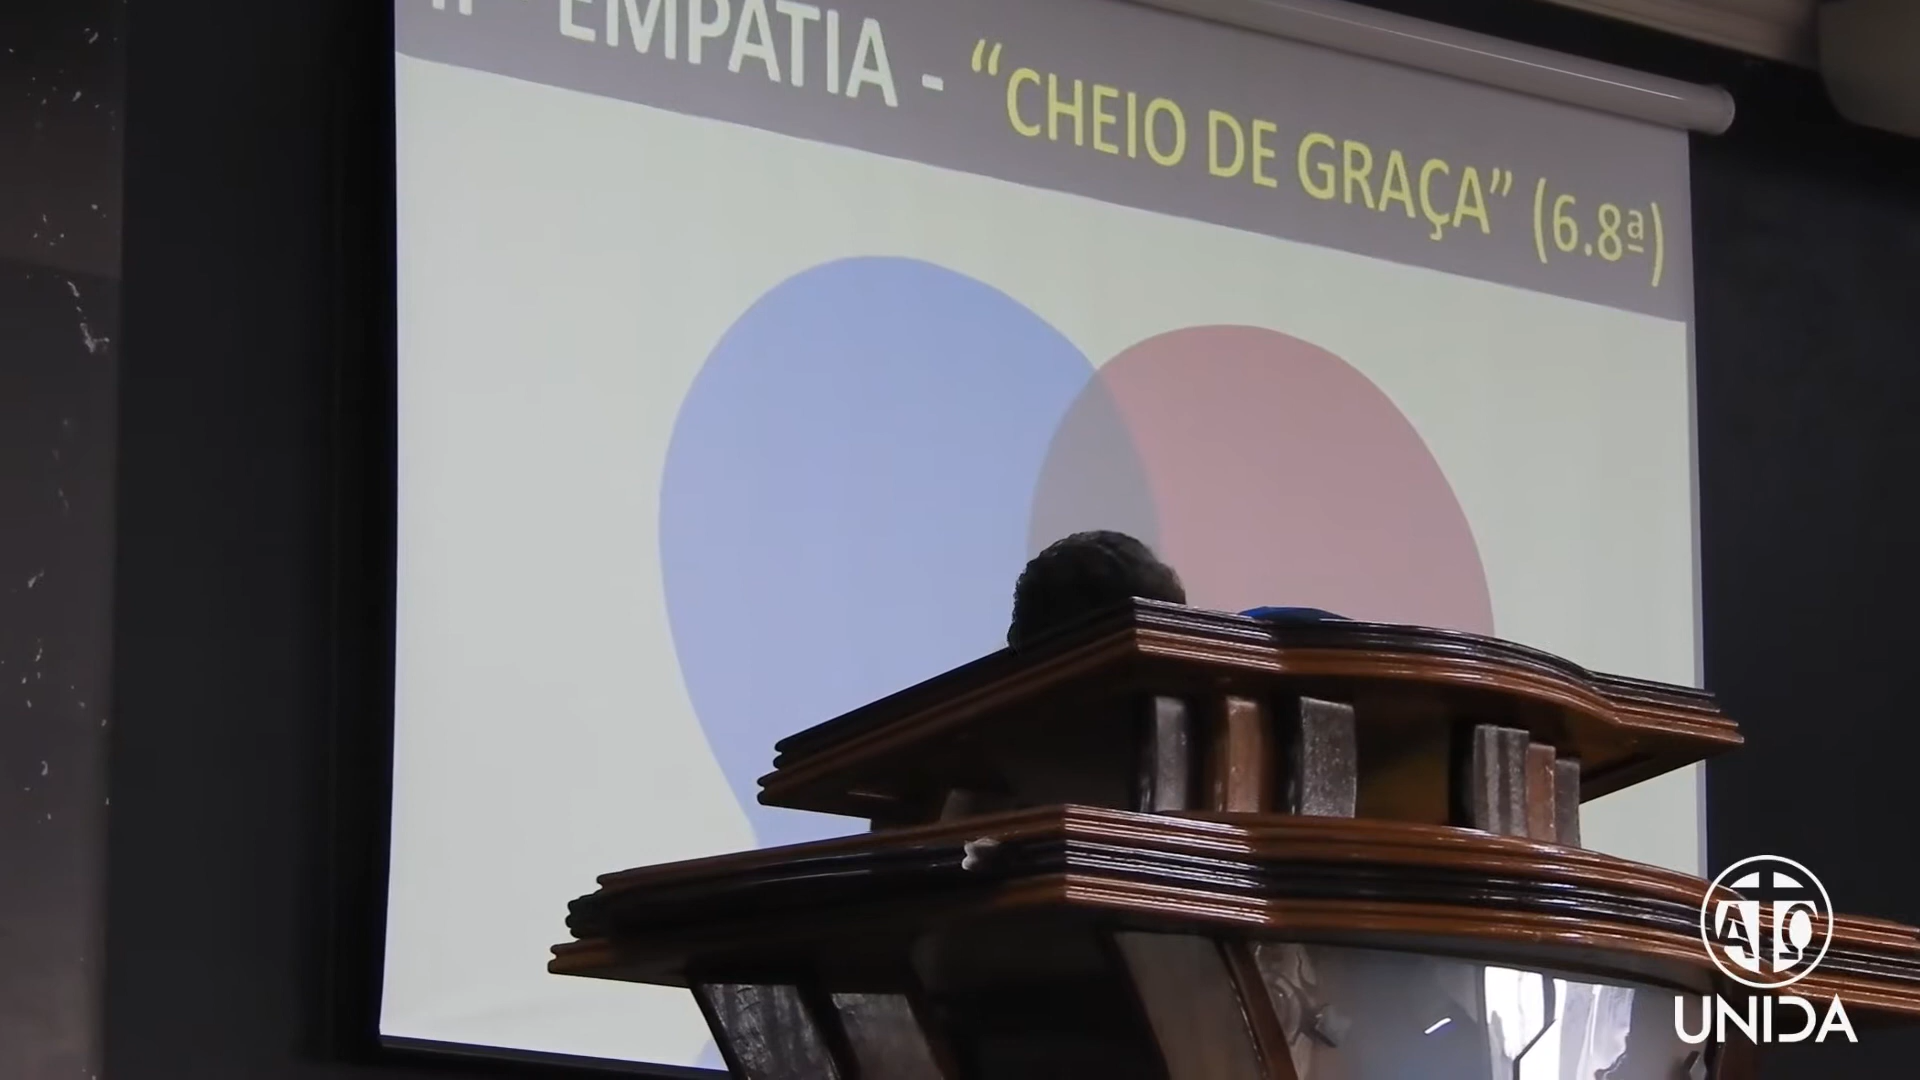 EMPATIA - “CHEIO DE GRAÇA” (6.8ª)
UNIDA